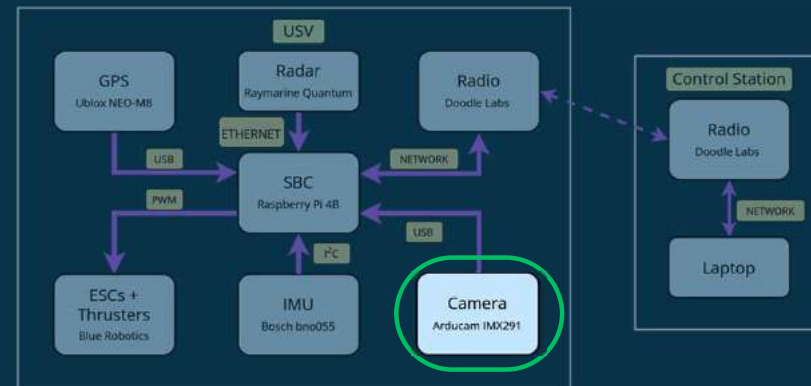 USV
GPS
Ublox NEO-M8
Radar
Raymarine Quantum
Radio
Doodle Labs
ETHERNET
USB
NETWORK
SBC
Raspberry Pi 4B
PWM
USB
I²C
ESCs +
Thrusters
Blue Robotics
IMU
Bosch bno055
Camera
Arducam IMX291
Control Station
Radio
Doodle Labs
NETWORK
Laptop